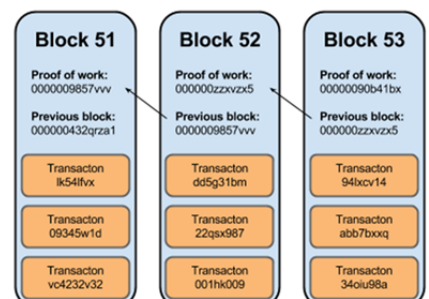 Block 51
Proof of work:
0000009857vvv
Previous block:
000000432qrza1
Transacton
lk54lfvx
Transacton
09345w1d
Transacton
vc4232v32
Block 52
Proof of work:
000000zzxvzx5
Previous block:
0000009857vvv
Transacton
dd5g31bm
Transacton
22qsx987
Transacton
001hk009
Block 53
Proof of work:
00000090b41bx
Previous block:
000000zzxvzx5
Transacton
94lxcv14
Transacton
abb7bxxq
Transacton
34oiu98a